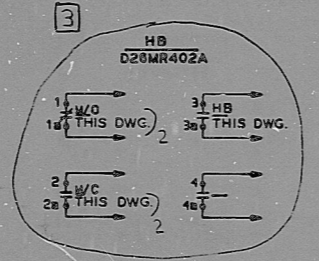 3
HB
D26MR402A
1 W/O
1a THIS DWG. ) 2
3 HB
3a THIS DWG.
2 W/C
2a THIS DWG. ) 2
4
4a